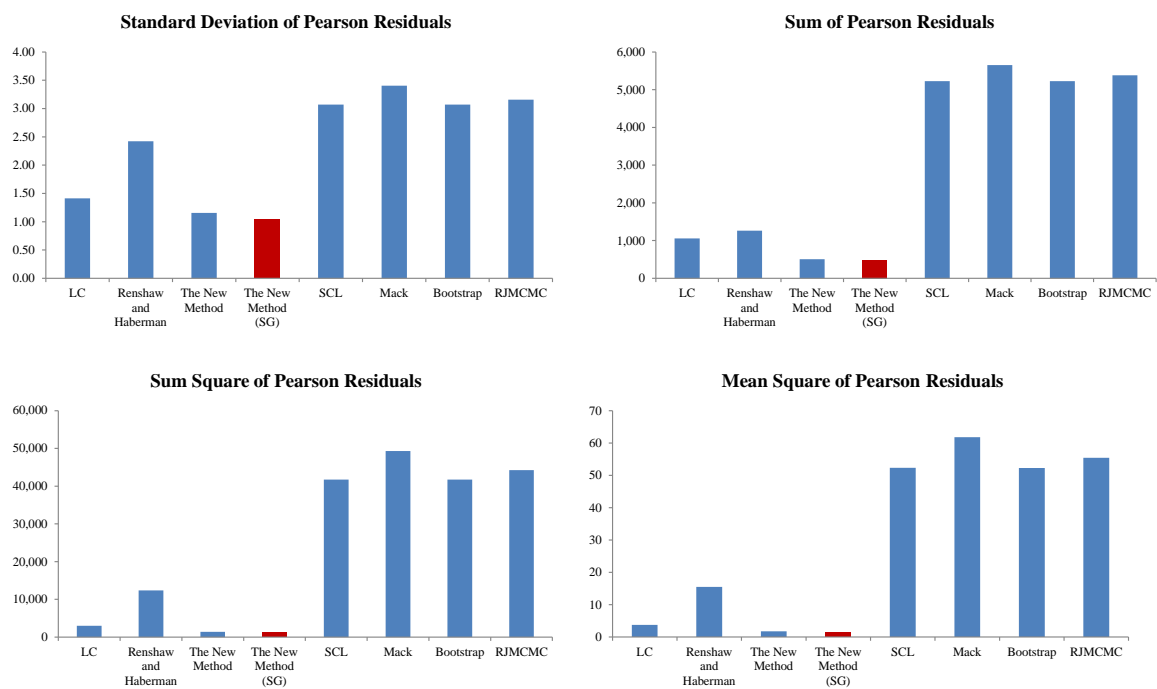 Standard Deviation of Pearson Residuals
4.00
3.50
3.00
2.50
2.00
1.50
1.00
0.50
0.00
LC
Renshaw
and
Haberman
The New
Method
The New
Method
(SG)
SCL
Mack
Bootstrap
RJMCMC
Sum of Pearson Residuals
6,000
5,000
4,000
3,000
2,000
1,000
0
LC
Renshaw
and
Haberman
The New
Method
The New
Method
(SG)
SCL
Mack
Bootstrap
RJMCMC
Sum Square of Pearson Residuals
60,000
50,000
40,000
30,000
20,000
10,000
0
LC
Renshaw
and
Haberman
The New
Method
The New
Method
(SG)
SCL
Mack
Bootstrap
RJMCMC
Mean Square of Pearson Residuals
70
60
50
40
30
20
10
0
LC
Renshaw
and
Haberman
The New
Method
The New
Method
(SG)
SCL
Mack
Bootstrap
RJMCMC